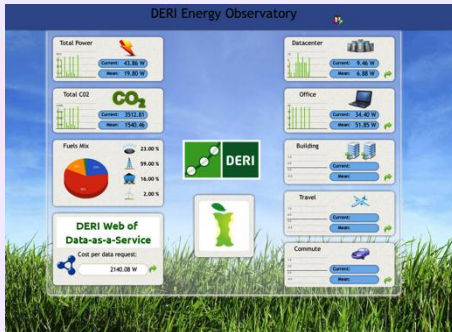 DERI Energy Observatory
Total Power
Current: 43.86 W
Mean: 19.80 W
Total CO2
CO2
Current: 3512.81
Mean: 1540.46
Fuels Mix
23.00 %
59.00 %
16.00 %
2.00 %
DERI Web of
Data-as-a-Service
Cost per data request:
2140.08 W
DERI
Datacenter
Current: 9.46 W
Mean: 6.88 W
Office
Current: 34.40 W
Mean: 51.85 W
Building
Current:
Mean:
Travel
Current:
Mean:
Commute
Current:
Mean: